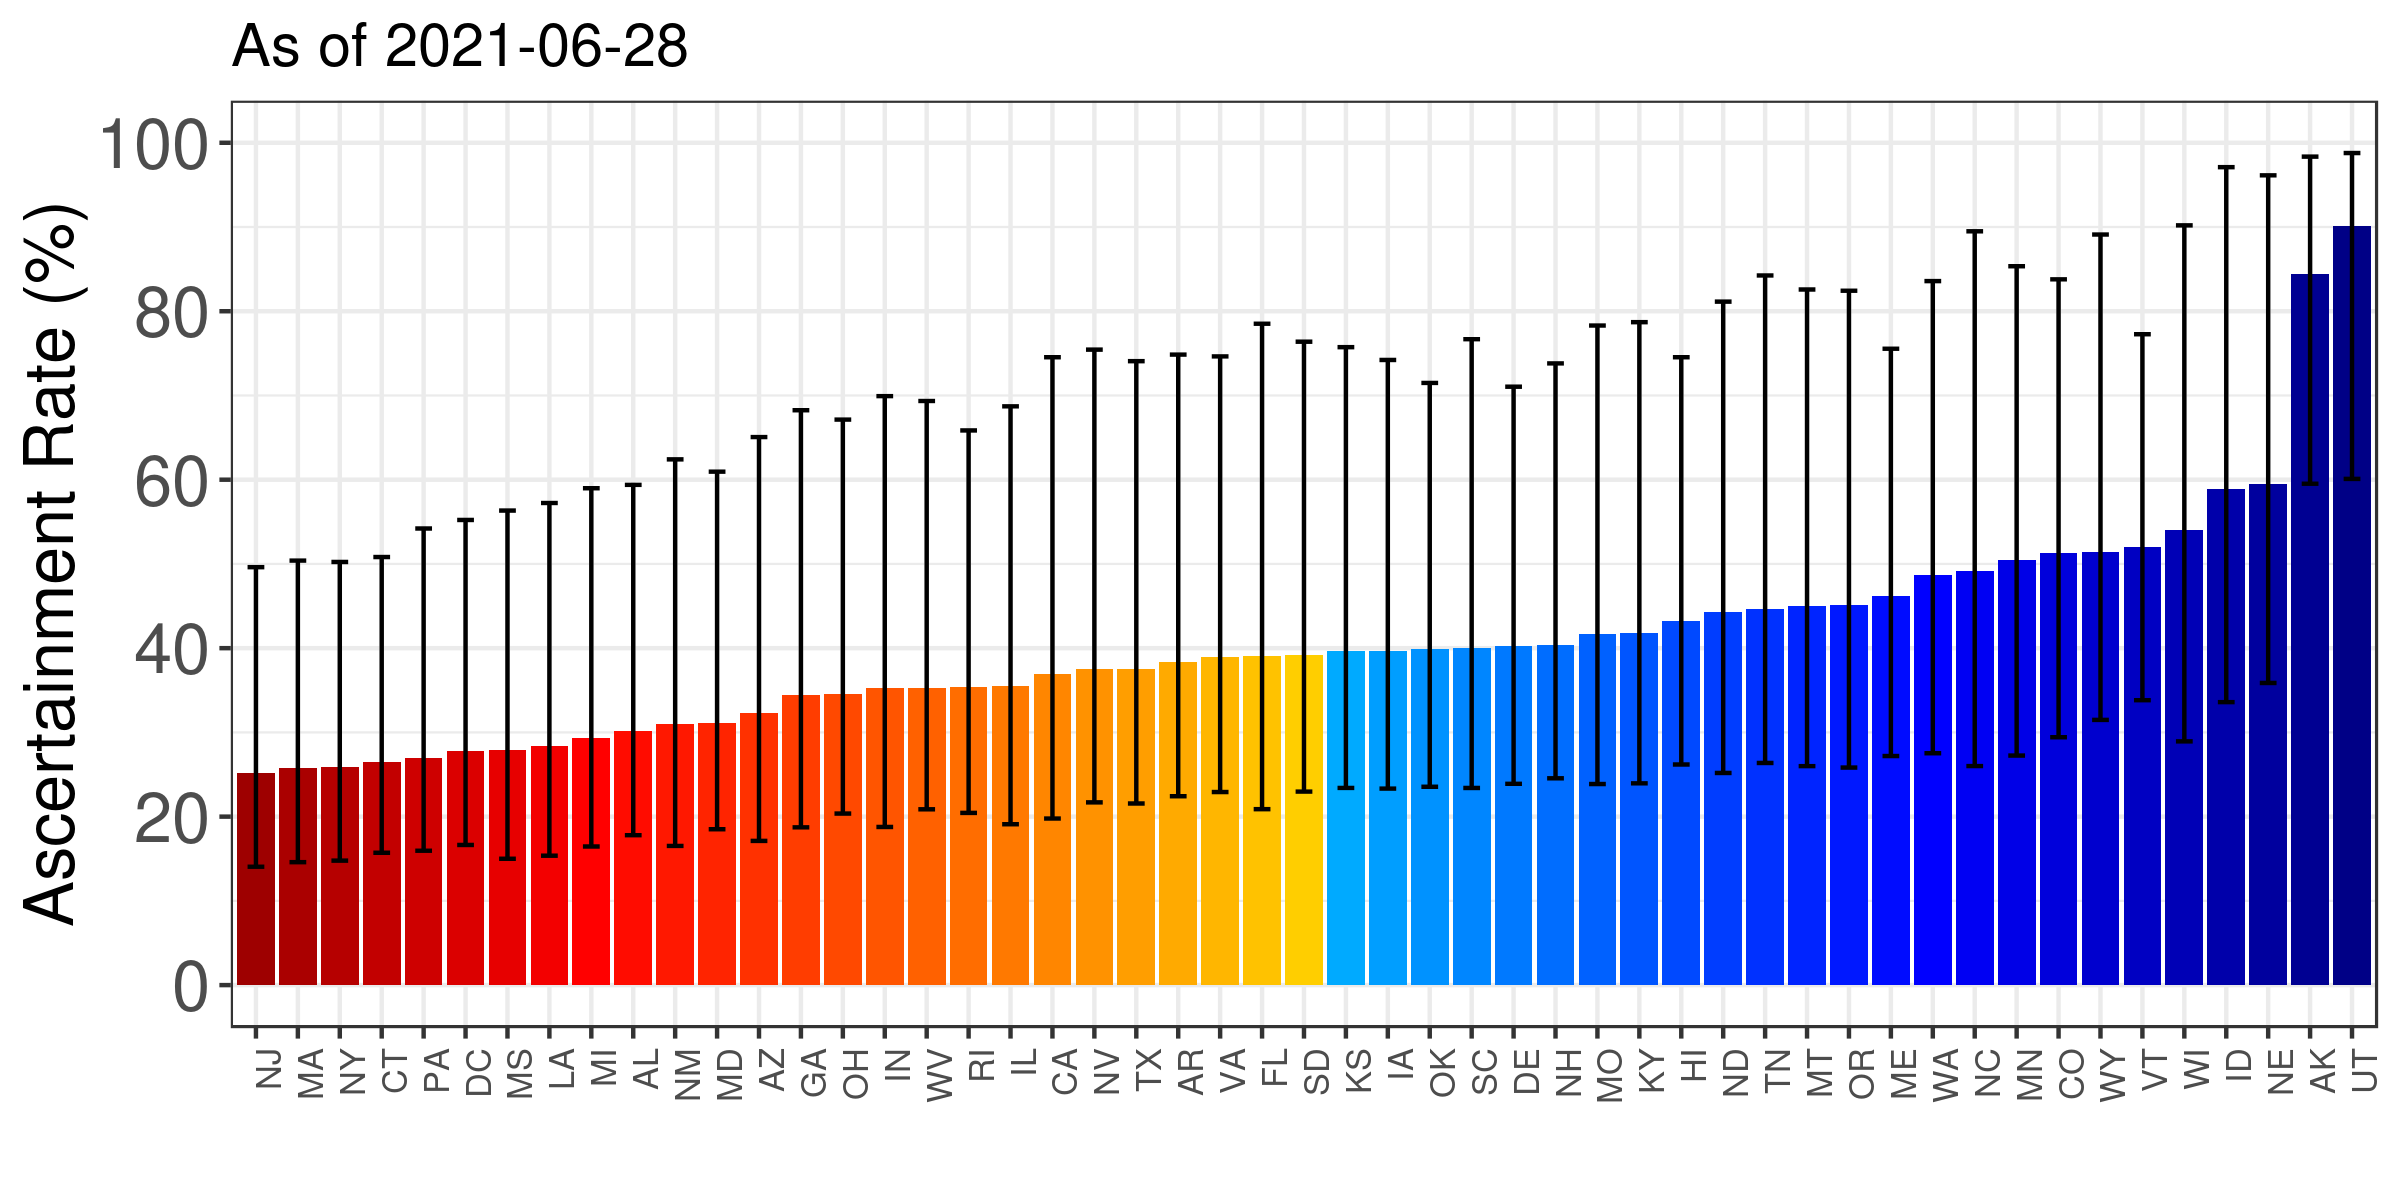 As of 2021-06-28
Ascertainment Rate (%)
100
80
60
40
20
0
NJ MA NY CT PA DC MS LA MI AL NM MD AZ GA OH IN WV RI IL CA NV TX AR VA FL SD KS IA OK SC DE NH MO KY HI ND TN MT OR ME WA NC MN CO WY VT WI ID NE AK UT